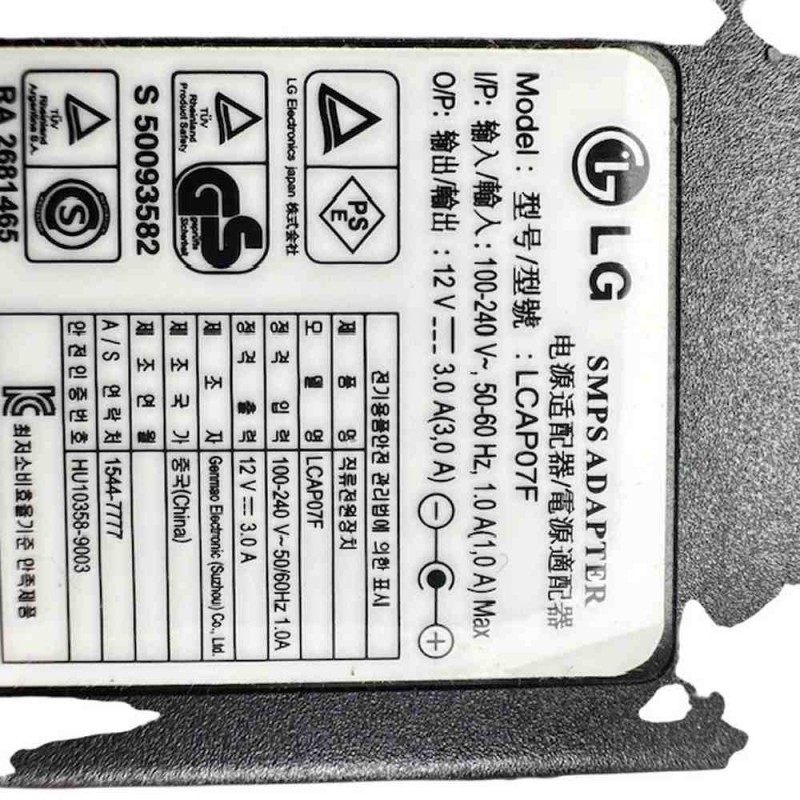 LG
SMPS ADAPTER
电源适配器/電源適配器
Model : 型号/型號 : LCAP07F
I/P: 输入/輸入 : 100-240 V~, 50-60 Hz, 1.0 A(1,0 A) Max
O/P: 输出/輸出 : 12 V ⎓ 3.0 A(3,0 A)
PS
E
LG Electronics japan 株式会社
TÜV
Rheinland
Product Safety
GS
geprüfte
Sicherheit
S 50093582
TÜV
Rheinland
Argentina S.A.
S
RA 2681465
전기용품안전 관리법에 의한 표시
제 품 명 직류전원장치
모 델 명 LCAP07F
정격 입력 100-240 V~ 50/60Hz 1.0A
정격 출력 12 V ⎓ 3.0 A
제 조 자 Genmao Electronic (Suzhou) Co., Ltd.
제 조 국 가 중국(China)
제 조 연 월
A / S 연 락 처 1544-7777
안전인증번호 HU10358-9003
최저소비효율기준 만족제품